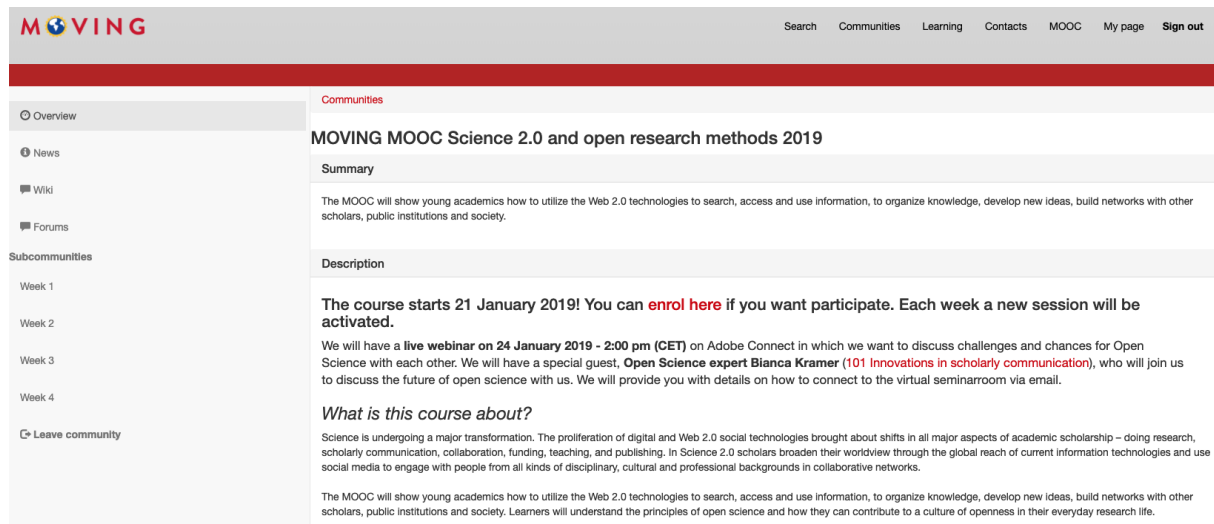 MOVING
Search Communities Learning Contacts MOOC My page Sign out
Communities
Overview
News
Wiki
Forums
Subcommunities
Week 1
Week 2
Week 3
Week 4
Leave community
MOVING MOOC Science 2.0 and open research methods 2019
Summary
The MOOC will show young academics how to utilize the Web 2.0 technologies to search, access and use information, to organize knowledge, develop new ideas, build networks with other
scholars, public institutions and society.
Description
The course starts 21 January 2019! You can enrol here if you want participate. Each week a new session will be
activated.
We will have a live webinar on 24 January 2019 - 2:00 pm (CET) on Adobe Connect in which we want to discuss challenges and chances for Open
Science with each other. We will have a special guest, Open Science expert Bianca Kramer (101 Innovations in scholarly communication), who will join us
to discuss the future of open science with us. We will provide you with details on how to connect to the virtual seminarroom via email.
What is this course about?
Science is undergoing a major transformation. The proliferation of digital and Web 2.0 social technologies brought about shifts in all major aspects of academic scholarship – doing research,
scholarly communication, collaboration, funding, teaching, and publishing. In Science 2.0 scholars broaden their worldview through the global reach of current information technologies and use
social media to engage with people from all kinds of disciplinary, cultural and professional backgrounds in collaborative networks.
The MOOC will show young academics how to utilize the Web 2.0 technologies to search, access and use information, to organize knowledge, develop new ideas, build networks with other
scholars, public institutions and society. Learners will understand the principles of open science and how they can contribute to a culture of openness in their everyday research life.